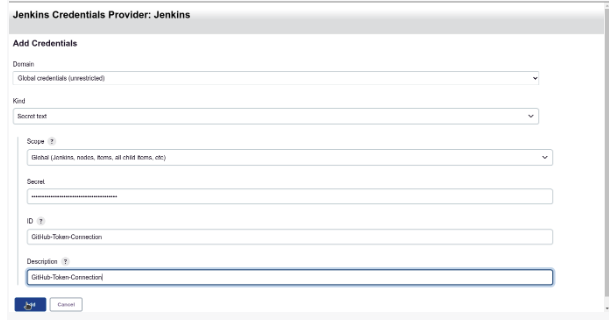 Jenkins Credentials Provider: Jenkins
Add Credentials
Domain
Global credentials (unrestricted)
Kind
Secret text
Scope ?
Global (Jenkins, nodes, items, all child items, etc)
Secret
ID ?
GitHub-Token-Connection
Description ?
GitHub-Token-Connection
Cancel